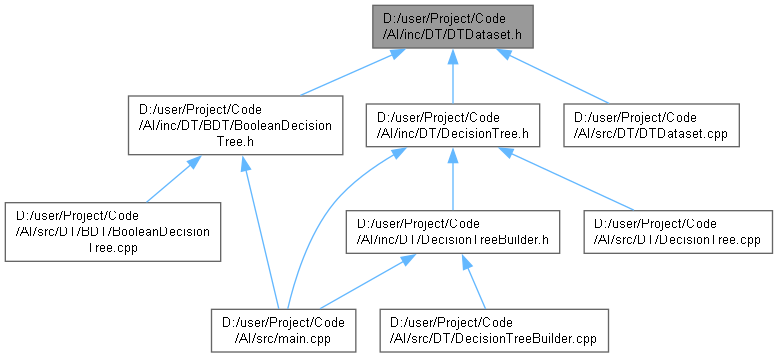 D:/user/Project/Code
/AI/inc/DT/DTDataset.h
D:/user/Project/Code
/AI/inc/DT/BDT/BooleanDecision
Tree.h
D:/user/Project/Code
/AI/inc/DT/DecisionTree.h
D:/user/Project/Code
/AI/src/DT/DTDataset.cpp
D:/user/Project/Code
/AI/src/DT/BDT/BooleanDecision
Tree.cpp
D:/user/Project/Code
/AI/inc/DT/DecisionTreeBuilder.h
D:/user/Project/Code
/AI/src/DT/DecisionTree.cpp
D:/user/Project/Code
/AI/src/main.cpp
D:/user/Project/Code
/AI/src/DT/DecisionTreeBuilder.cpp